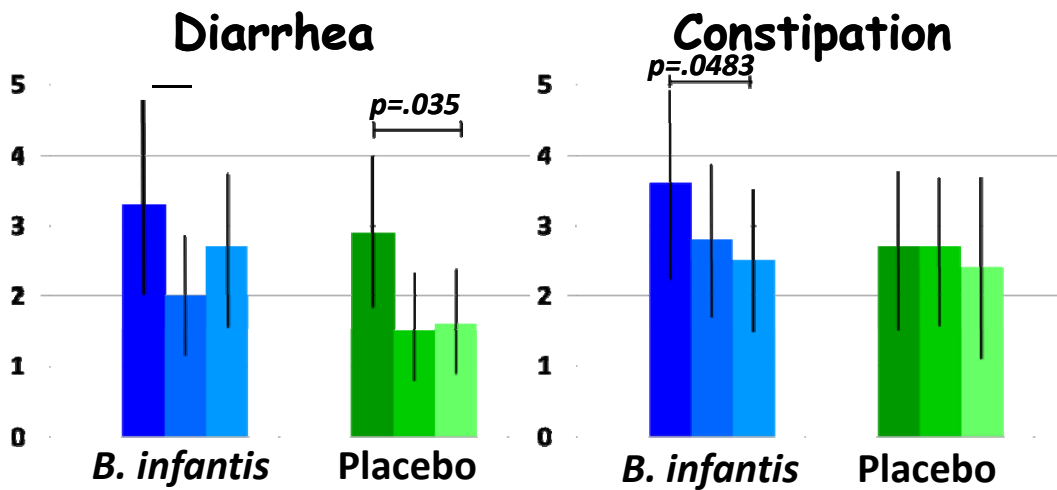 Diarrhea
Constipation
p=.0483
5
p=.035
4
3
2
1
0
B. infantis
Placebo
5
4
3
2
1
0
B. infantis
Placebo